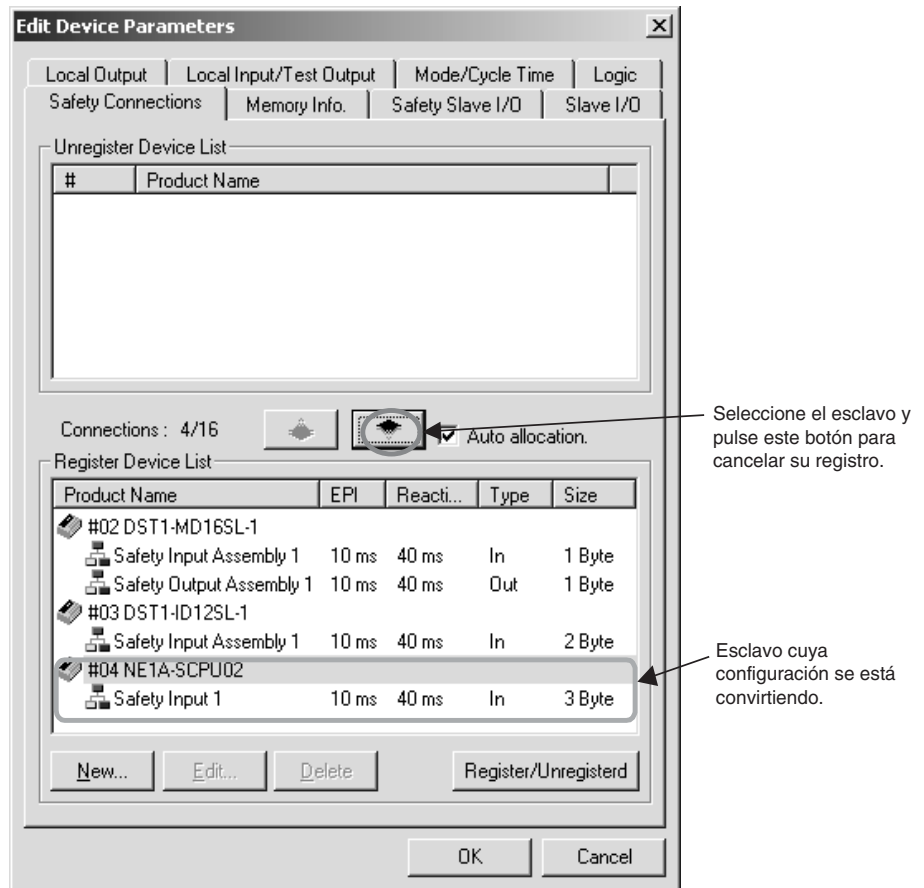 Edit Device Parameters
Local Output
Local Input/Test Output
Mode/Cycle Time
Logic
Safety Connections
Memory Info.
Safety Slave I/O
Slave I/O
Unregister Device List
# Product Name
Connections : 4/16
Auto allocation.
Seleccione el esclavo y
pulse este botón para
cancelar su registro.
Register Device List
Product Name EPI Reacti... Type Size
#02 DST1-MD16SL-1
Safety Input Assembly 1 10 ms 40 ms In 1 Byte
Safety Output Assembly 1 10 ms 40 ms Out 1 Byte
#03 DST1-ID12SL-1
Safety Input Assembly 1 10 ms 40 ms In 2 Byte
#04 NE1A-SCPU02
Safety Input 1 10 ms 40 ms In 3 Byte
Esclavo cuya
configuración se está
convirtiendo.
New...
Edit...
Delete
Register/Unregisterd
OK
Cancel